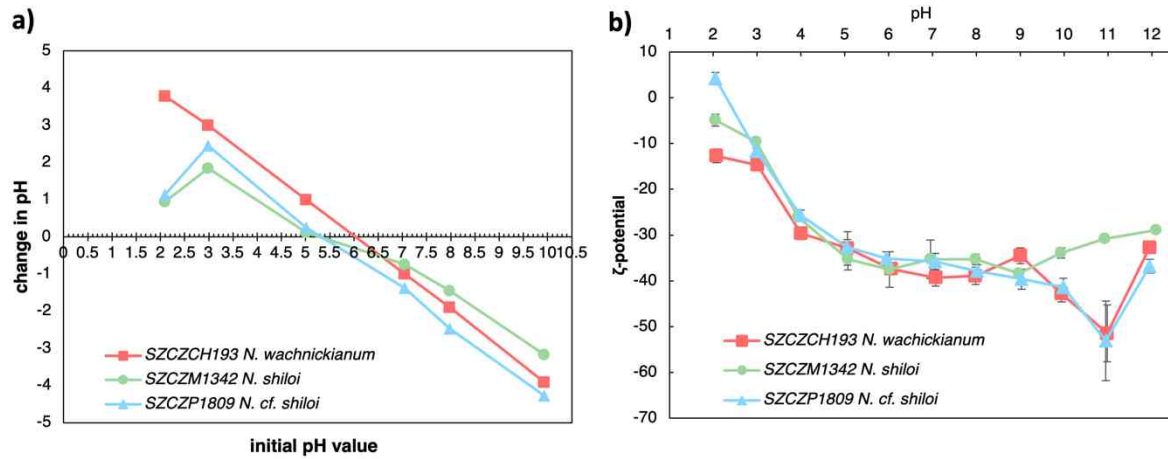 a)
5
4
3
2
1
0
-1
-2
-3
-4
-5
0 0.5 1 1.5 2 2.5 3 3.5 4 4.5 5 5.5 6 6.5 7 7.5 8 8.5 9 9.5 10 10.5
change in pH
initial pH value
SZCZCH193 N. wachnickianum
SZCZM1342 N. shiloi
SZCZP1809 N. cf. shiloi
b)
pH
1 2 3 4 5 6 7 8 9 10 11 12
10
0
-10
-20
-30
-40
-50
-60
-70
ζ-potential
SZCZCH193 N. wachickianum
SZCZM1342 N. shiloi
SZCZP1809 N. cf. shiloi